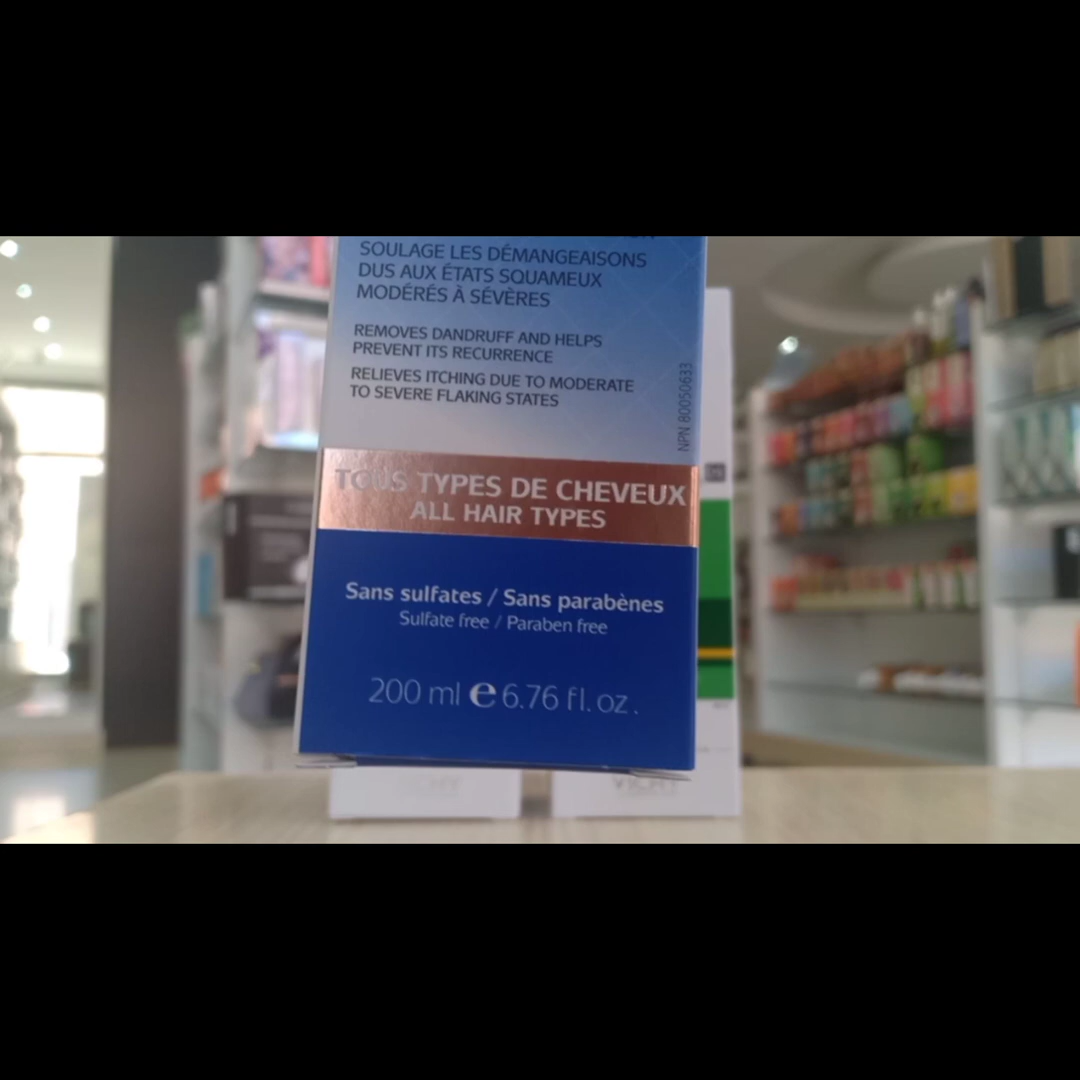 SOULAGE LES DÉMANGEAISONS
DUS AUX ÉTATS SQUAMEUX
MODÉRÉS À SÉVÈRES
REMOVES DANDRUFF AND HELPS
PREVENT ITS RECURRENCE
RELIEVES ITCHING DUE TO MODERATE
TO SEVERE FLAKING STATES
NPN 80050633
TOUS TYPES DE CHEVEUX
ALL HAIR TYPES
Sans sulfates / Sans parabènes
Sulfate free / Paraben free
200 ml e 6.76 fl. oz.
VICHY